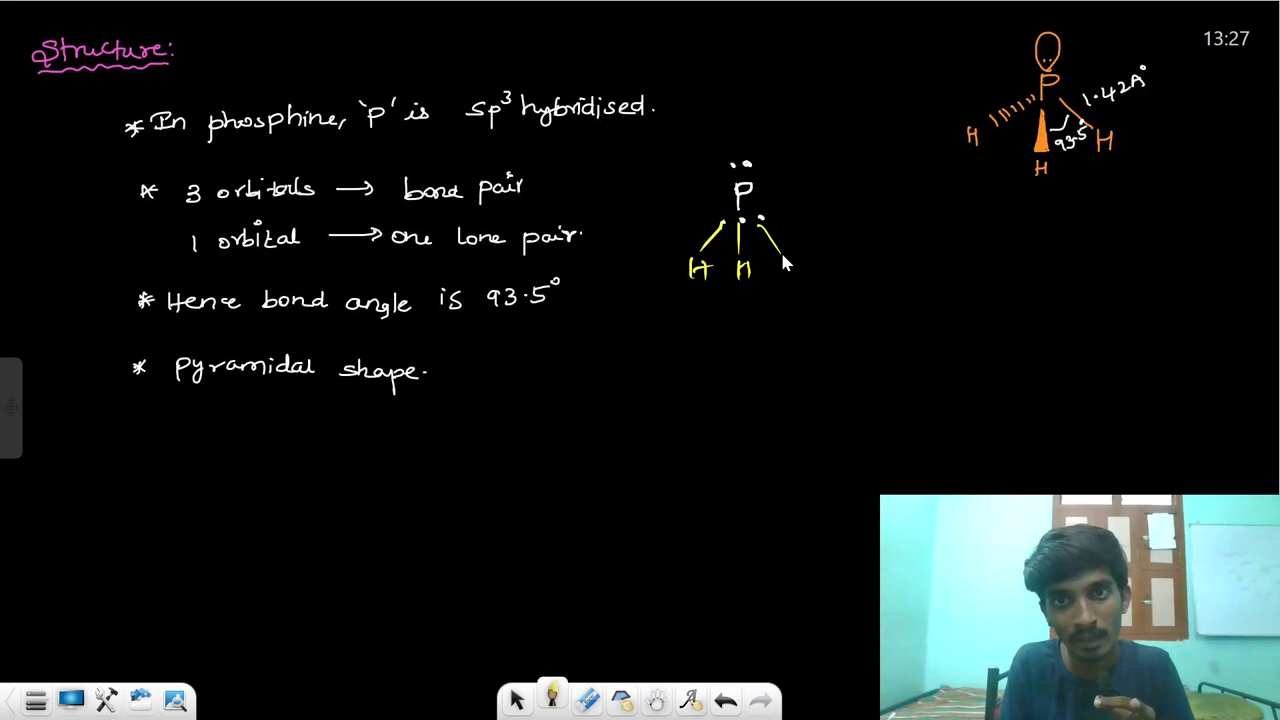 Structure:
13:27
* In phosphine, 'P' is sp³ hybridised.
* 3 orbitals → bond pair
1 orbital → one lone pair.
* Hence bond angle is 93.5°
* Pyramidal shape.
P
H H
P
1.42A°
93.5
H H
H